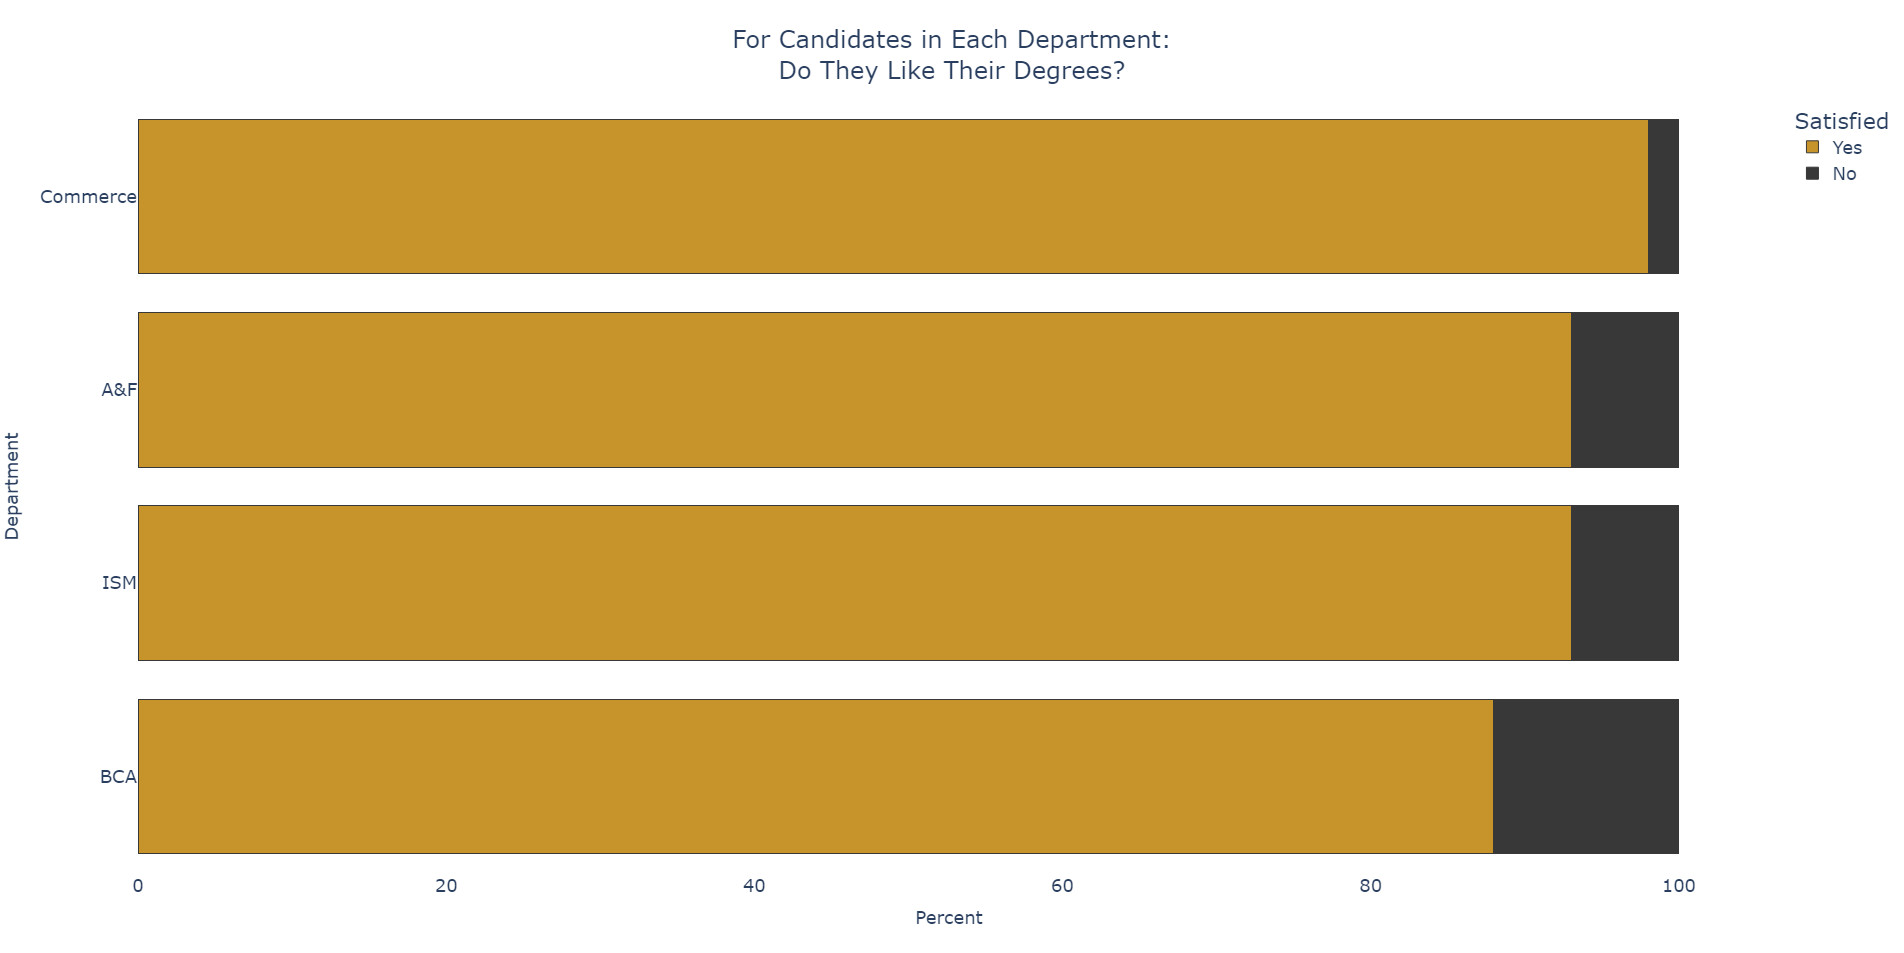 For Candidates in Each Department:
Do They Like Their Degrees?
Satisfied
Yes
No
Commerce
A&F
ISM
BCA
Department
0 20 40 60 80 100
Percent